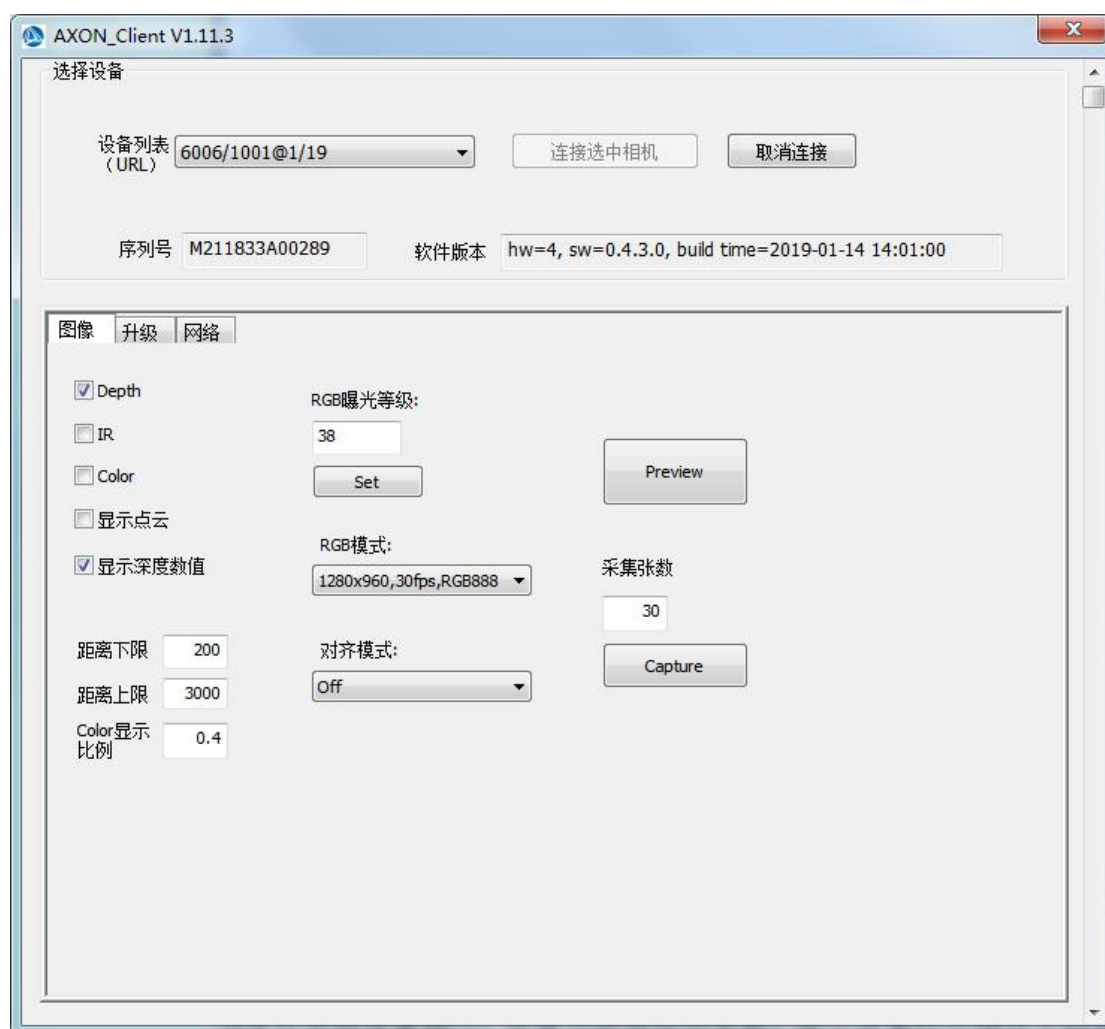 AXON_Client V1.11.3
选择设备
设备列表
（URL）
6006/1001@1/19
连接选中相机
取消连接
序列号
M211833A00289
软件版本
hw=4, sw=0.4.3.0, build time=2019-01-14 14:01:00
图像
升级
网络
Depth
IR
Color
显示点云
显示深度数值
距离下限
200
距离上限
3000
Color显示
比例
0.4
RGB曝光等级:
38
Set
RGB模式:
1280x960,30fps,RGB888
对齐模式:
Off
Preview
采集张数
30
Capture